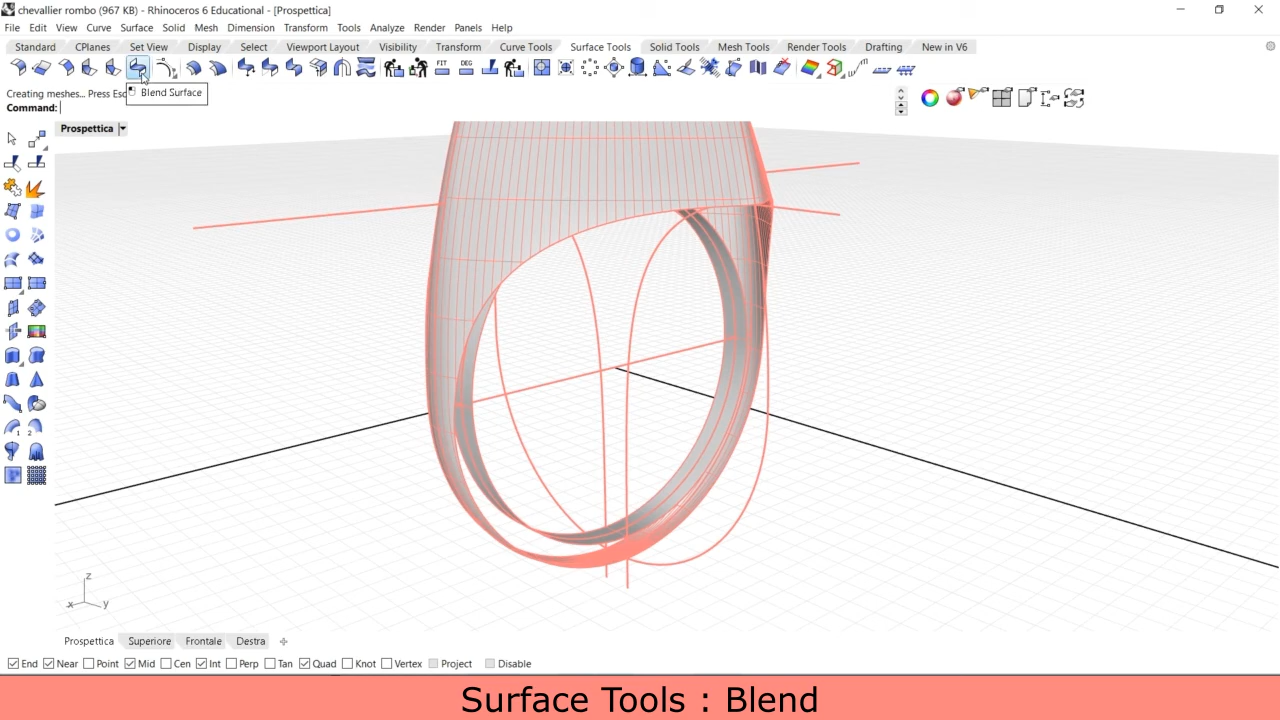 chevallier rombo (967 KB) - Rhinoceros 6 Educational - [Prospettica]
File Edit View Curve Surface Solid Mesh Dimension Transform Tools Analyze Render Panels Help
Standard CPlanes Set View Display Select Viewport Layout Visibility Transform Curve Tools Surface Tools Solid Tools Mesh Tools Render Tools Drafting New in V6
FIT DEG
Creating meshes... Press Esc
Blend Surface
Command:
Prospettica
1 2
z
x y
Prospettica Superiore Frontale Destra
End Near Point Mid Cen Int Perp Tan Quad Knot Vertex Project Disable
Surface Tools : Blend